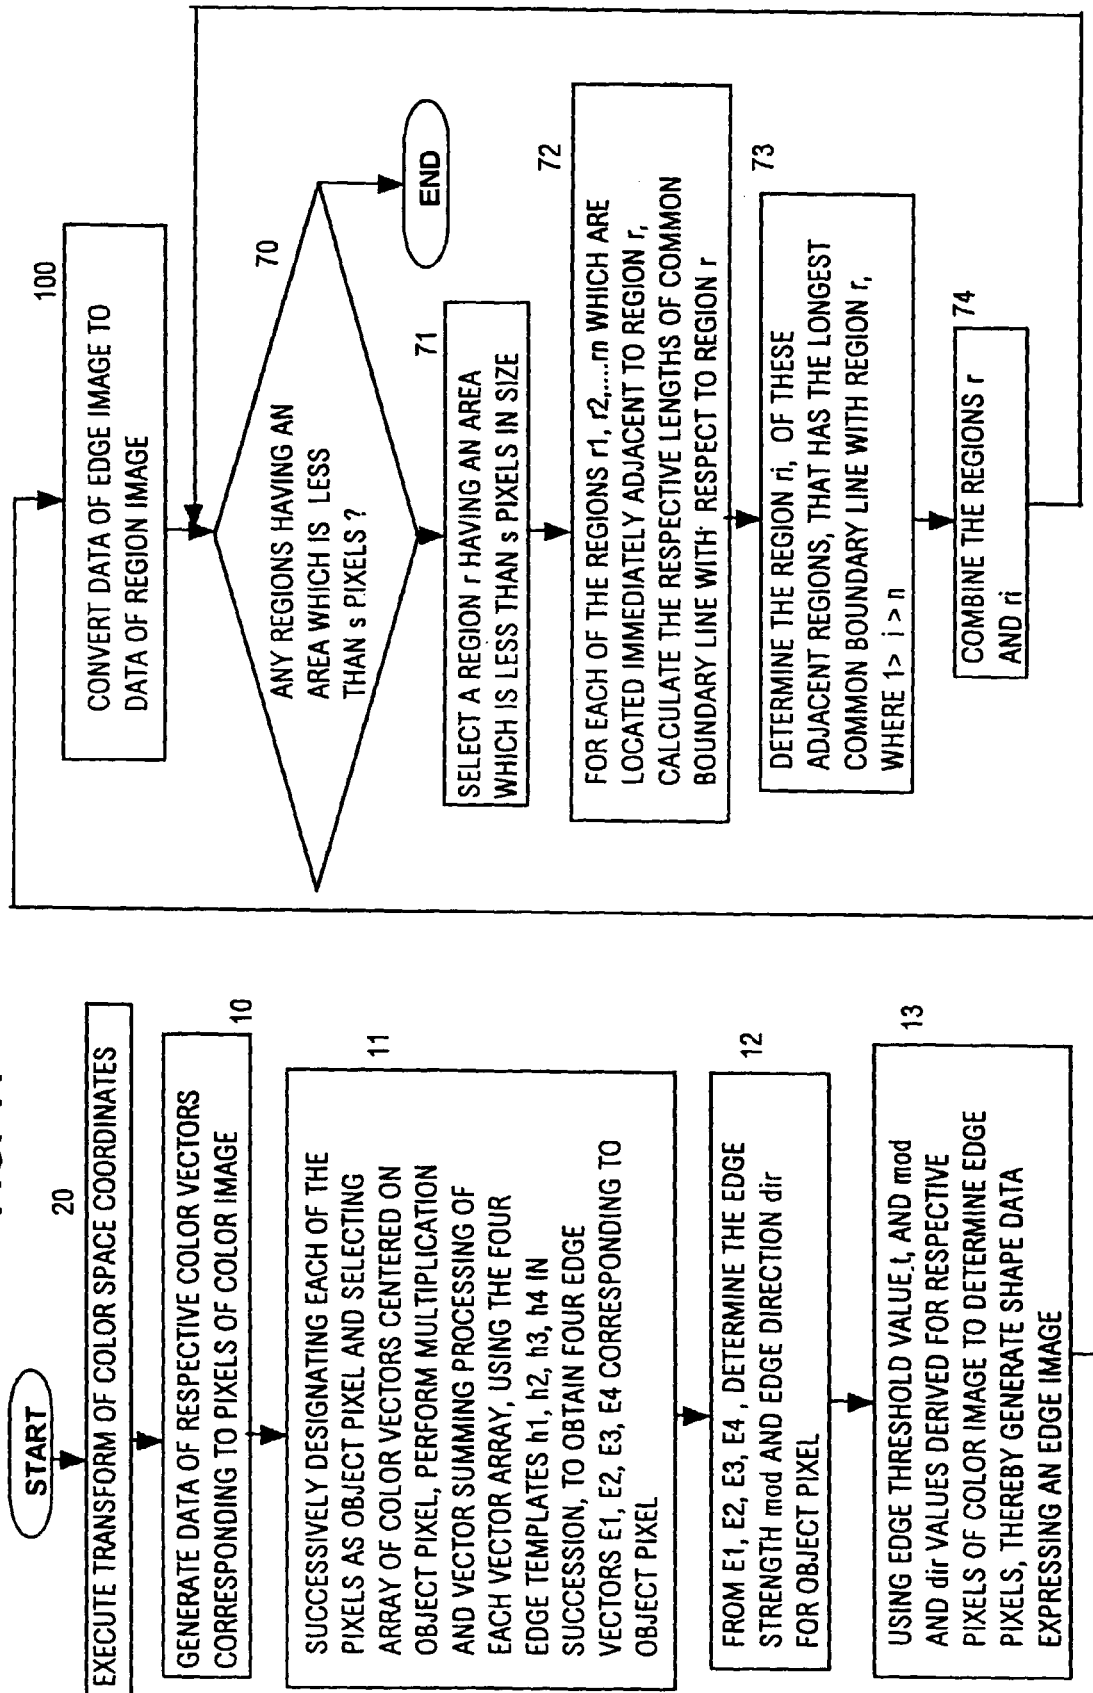 START
20
EXECUTE TRANSFORM OF COLOR SPACE COORDINATES
GENERATE DATA OF RESPECTIVE COLOR VECTORS
CORRESPONDING TO PIXELS OF COLOR IMAGE
10
SUCCESSIVELY DESIGNATING EACH OF THE
PIXELS AS OBJECT PIXEL AND SELECTING
ARRAY OF COLOR VECTORS CENTERED ON
OBJECT PIXEL, PERFORM MULTIPLICATION
AND VECTOR SUMMING PROCESSING OF
EACH VECTOR ARRAY, USING THE FOUR
EDGE TEMPLATES h1, h2, h3, h4 IN
SUCCESSION, TO OBTAIN FOUR EDGE
VECTORS E1, E2, E3, E4 CORRESPONDING TO
OBJECT PIXEL
11
FROM E1, E2, E3, E4 , DETERMINE THE EDGE
STRENGTH mod AND EDGE DIRECTION dir
FOR OBJECT PIXEL
12
USING EDGE THRESHOLD VALUE t, AND mod
AND dir VALUES DERIVED FOR RESPECTIVE
PIXELS OF COLOR IMAGE TO DETERMINE EDGE
PIXELS, THEREBY GENERATE SHAPE DATA
EXPRESSING AN EDGE IMAGE
13
100
CONVERT DATA OF EDGE IMAGE TO
DATA OF REGION IMAGE
70
ANY REGIONS HAVING AN
AREA WHICH IS LESS
THAN s PIXELS ?
END
71
SELECT A REGION r HAVING AN AREA
WHICH IS LESS THAN s PIXELS IN SIZE
72
FOR EACH OF THE REGIONS r1, r2,....rn WHICH ARE
LOCATED IMMEDIATELY ADJACENT TO REGION r,
CALCULATE THE RESPECTIVE LENGTHS OF COMMON
BOUNDARY LINE WITH RESPECT TO REGION r
73
DETERMINE THE REGION ri, OF THESE
ADJACENT REGIONS, THAT HAS THE LONGEST
COMMON BOUNDARY LINE WITH REGION r,
WHERE 1> i > n
74
COMBINE THE REGIONS r
AND ri